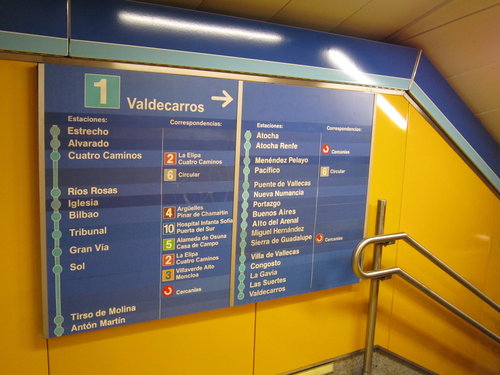 1 Valdecarros →
Estaciones: Correspondencias:
Estrecho
Alvarado
Cuatro Caminos
2 La Elipa
Cuatro Caminos
6 Circular
Ríos Rosas
Iglesia
Bilbao
4 Argüelles
Pinar de Chamartín
Tribunal
10 Hospital Infanta Sofía
Puerta del Sur
Gran Vía
5 Alameda de Osuna
Casa de Campo
Sol
2 La Elipa
Cuatro Caminos
3 Villaverde Alto
Moncloa
Cercanías
Tirso de Molina
Antón Martín
Estaciones: Correspondencias:
Atocha
Atocha Renfe
Cercanías
Menéndez Pelayo
Pacífico
6 Circular
Puente de Vallecas
Nueva Numancia
Portazgo
Buenos Aires
Alto del Arenal
Miguel Hernández
Sierra de Guadalupe
Cercanías
Villa de Vallecas
Congosto
La Gavia
Las Suertes
Valdecarros